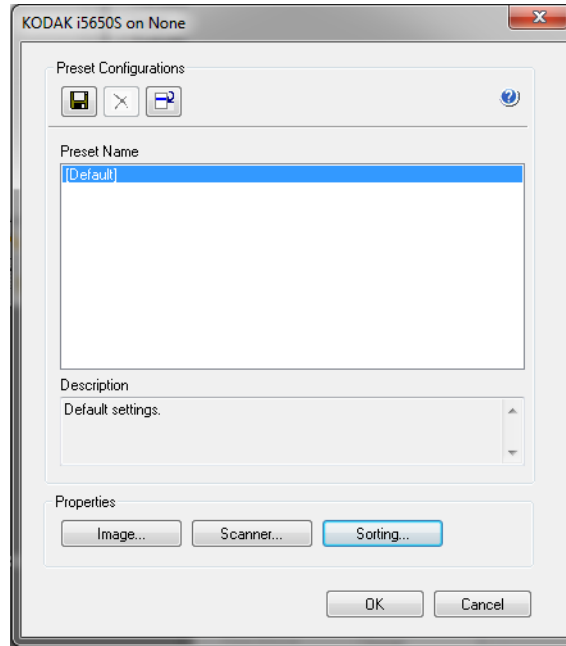 KODAK i5650S on None
Preset Configurations
Preset Name
[Default]
Description
Default settings.
Properties
Image...
Scanner...
Sorting...
OK
Cancel